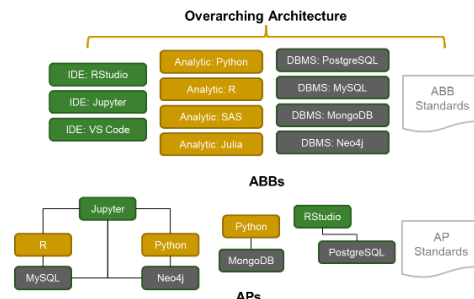 Overarching Architecture
IDE: RStudio
IDE: Jupyter
IDE: VS Code
Analytic: Python
Analytic: R
Analytic: SAS
Analytic: Julia
DBMS: PostgreSQL
DBMS: MySQL
DBMS: MongoDB
DBMS: Neo4j
ABB
Standards
ABBs
Jupyter
R
Python
MySQL
Neo4j
Python
MongoDB
RStudio
PostgreSQL
AP
Standards
APs